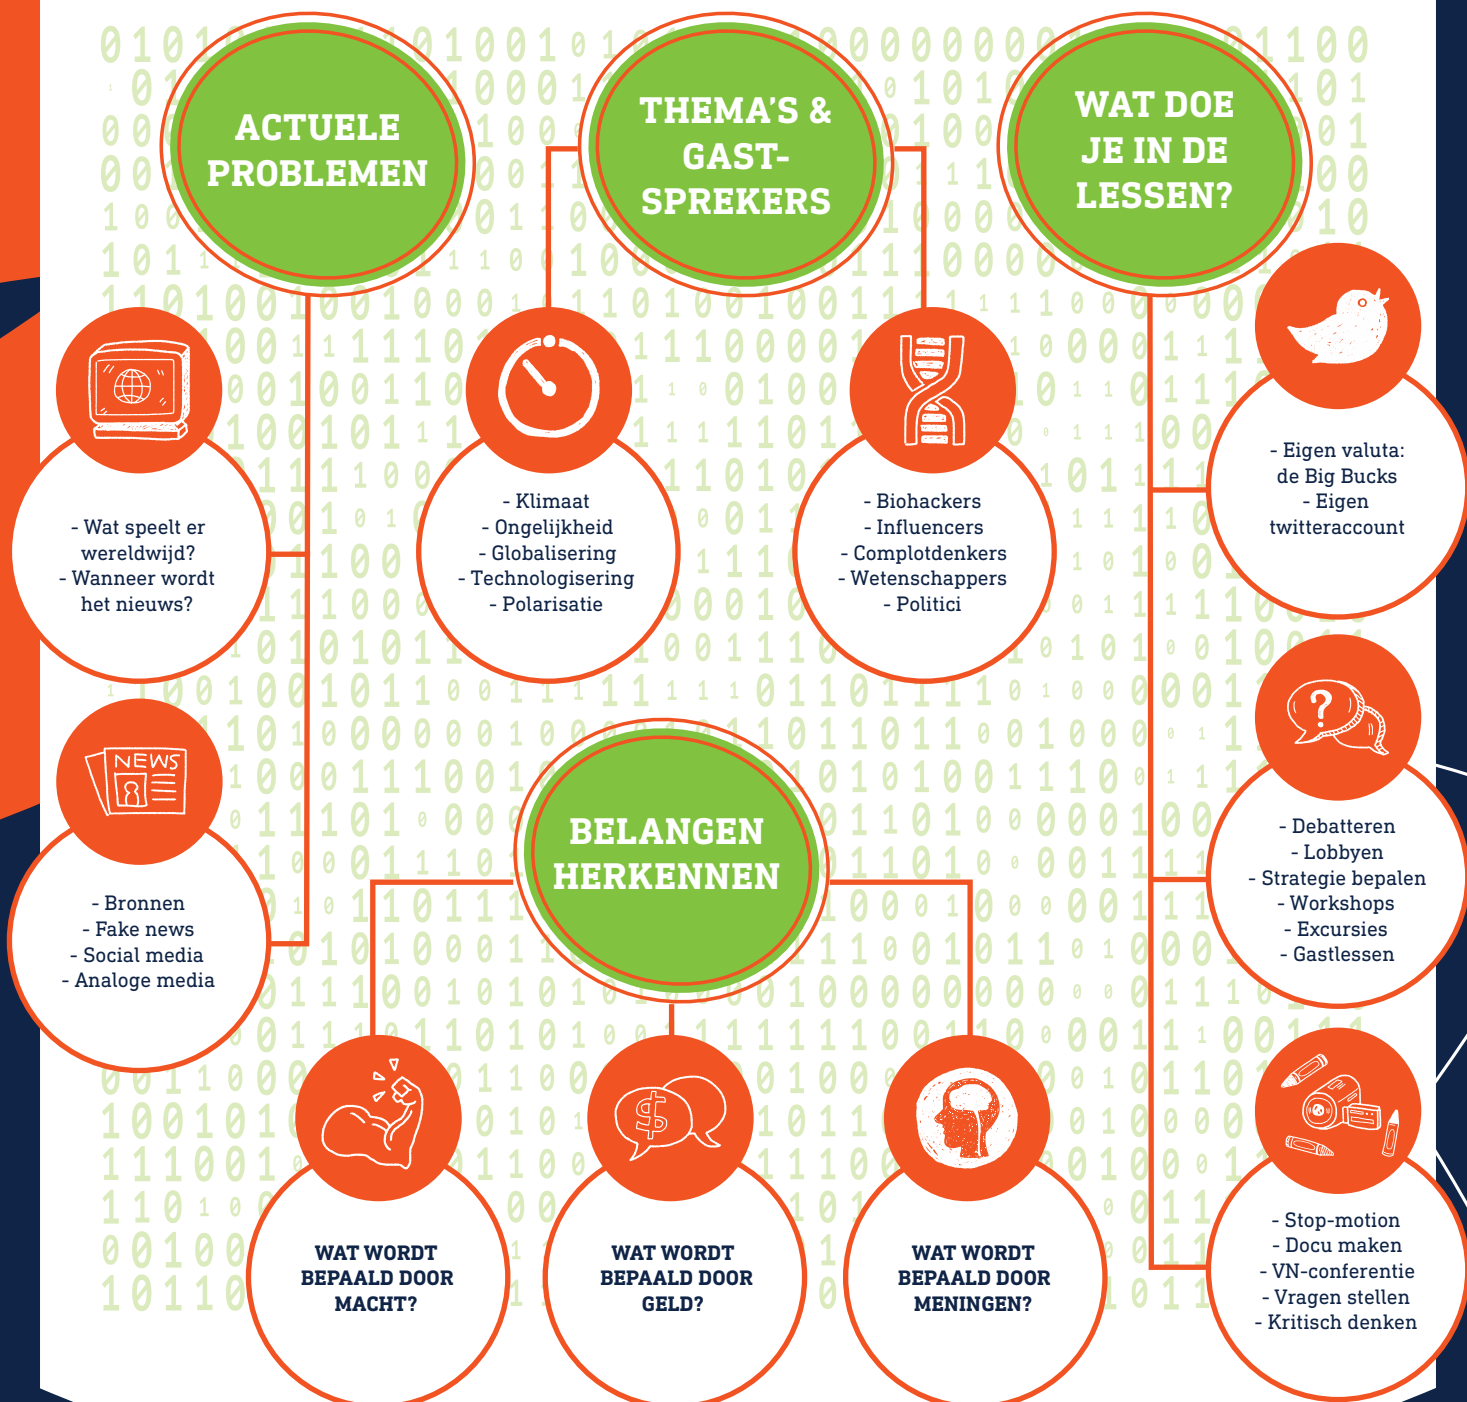 ACTUELE
PROBLEMEN
- Wat speelt er
wereldwijd?
- Wanneer wordt
het nieuws?
NEWS
- Bronnen
- Fake news
- Social media
- Analoge media
THEMA'S &
GAST-
SPREKERS
- Klimaat
- Ongelijkheid
- Globalisering
- Technologisering
- Polarisatie
- Biohackers
- Influencers
- Complotdenkers
- Wetenschappers
- Politici
WAT DOE
JE IN DE
LESSEN?
- Eigen valuta:
de Big Bucks
- Eigen
twitteraccount
?
- Debatteren
- Lobbyen
- Strategie bepalen
- Workshops
- Excursies
- Gastlessen
- Stop-motion
- Docu maken
- VN-conferentie
- Vragen stellen
- Kritisch denken
BELANGEN
HERKENNEN
WAT WORDT
BEPAALD DOOR
MACHT?
$
WAT WORDT
BEPAALD DOOR
GELD?
WAT WORDT
BEPAALD DOOR
MENINGEN?